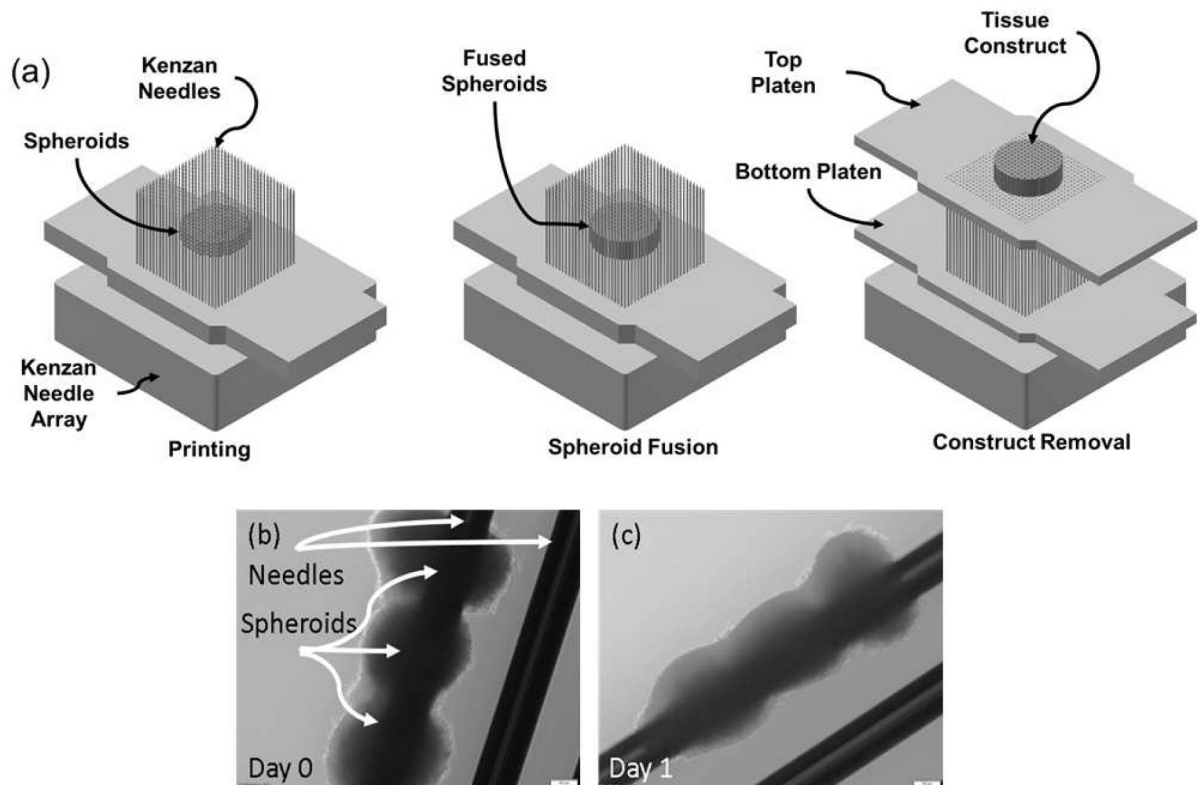 (a)
Kenzan
Needles
Spheroids
Kenzan
Needle
Array
Printing
Fused
Spheroids
Spheroid Fusion
Tissue
Construct
Top
Platen
Bottom Platen
Construct Removal
(b)
Needles
Spheroids
Day 0
(c)
Day 1